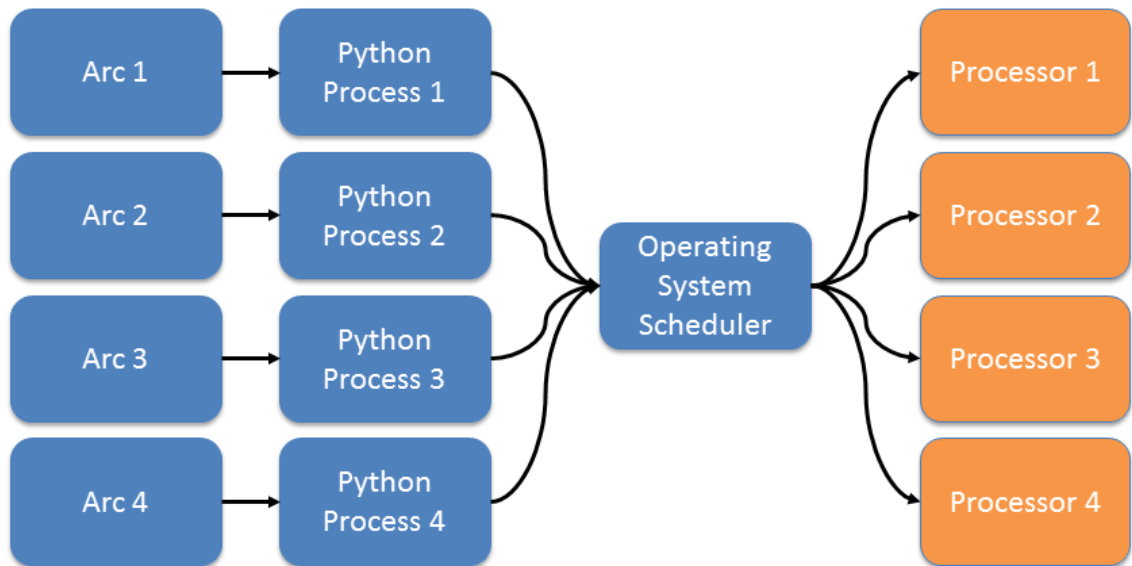 Arc 1
Python
Process 1
Processor 1
Arc 2
Python
Process 2
Processor 2
Operating
System
Scheduler
Arc 3
Python
Process 3
Processor 3
Arc 4
Python
Process 4
Processor 4